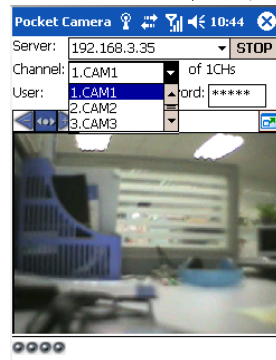 Pocket Camera 10:44
Server: 192.168.3.35 STOP
Channel: 1.CAM1 of 1CHs
User: 1.CAM1 ord: *****
2.CAM2
3.CAM3